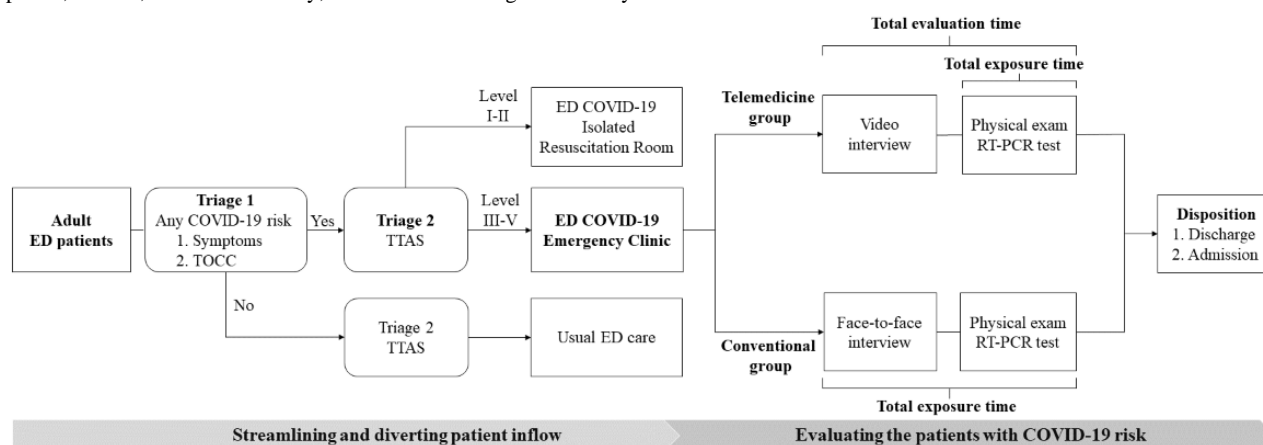 Total evaluation time
Total exposure time
Level
I-II
ED COVID-19
Isolated
Resuscitation Room
Telemedicine
group
Video
interview
Physical exam
RT-PCR test
Adult
ED patients
Triage 1
Any COVID-19 risk
1. Symptoms
2. TOCC
Yes
Triage 2
TTAS
Level
III-V
ED COVID-19
Emergency Clinic
Disposition
1. Discharge
2. Admission
No
Triage 2
TTAS
Usual ED care
Conventional
group
Face-to-face
interview
Physical exam
RT-PCR test
Total exposure time
Streamlining and diverting patient inflow
Evaluating the patients with COVID-19 risk